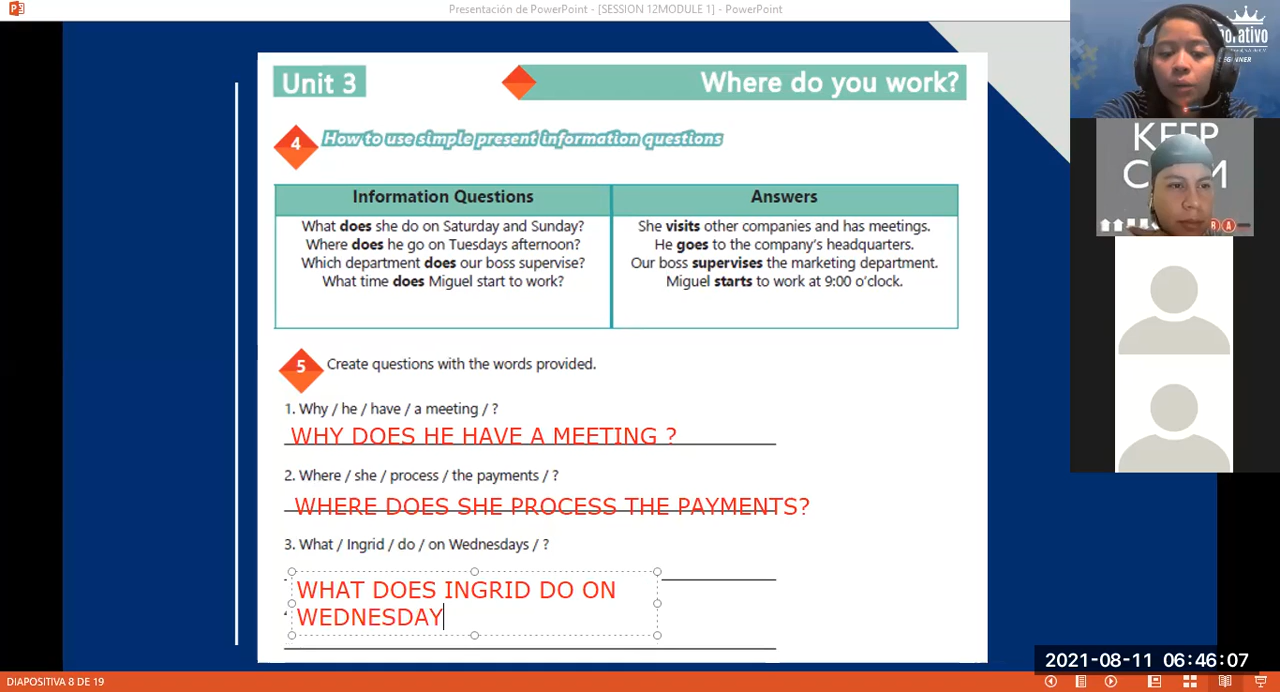 Presentación de PowerPoint - [SESSION 12MODULE 1] - PowerPoint
Unit 3
Where do you work?
4
How to use simple present information questions
Information Questions
Answers
What does she do on Saturday and Sunday?
She visits other companies and has meetings.
Where does he go on Tuesdays afternoon?
He goes to the company's headquarters.
Which department does our boss supervise?
Our boss supervises the marketing department.
What time does Miguel start to work?
Miguel starts to work at 9:00 o'clock.
5
Create questions with the words provided.
1. Why / he / have / a meeting / ?
WHY DOES HE HAVE A MEETING ?
2. Where / she / process / the payments / ?
WHERE DOES SHE PROCESS THE PAYMENTS?
3. What / Ingrid / do / on Wednesdays / ?
WHAT DOES INGRID DO ON
WEDNESDAY
KEEP
2021-08-11 06:46:07
DIAPOSITIVA 8 DE 19